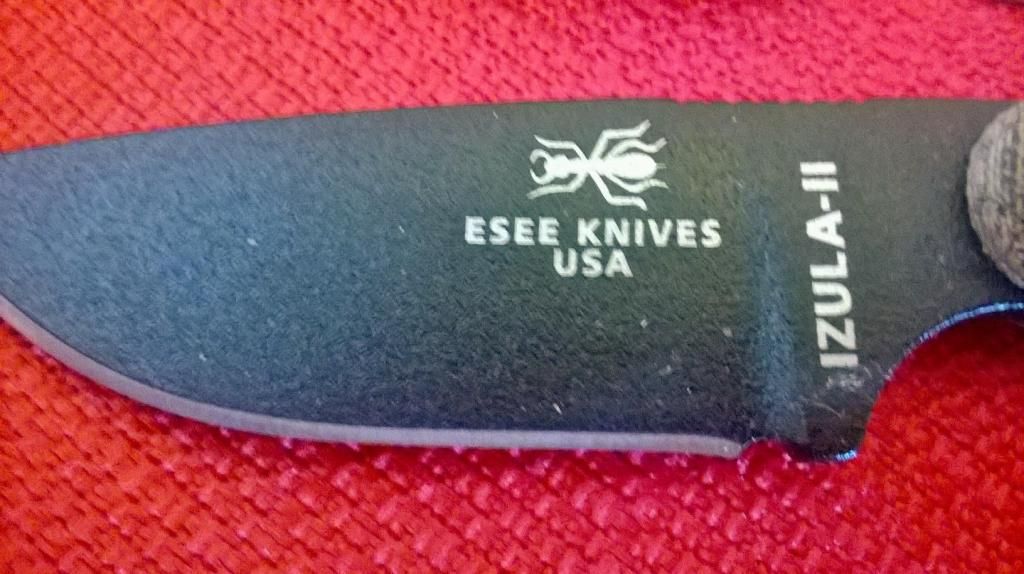 ESEE KNIVES
USA
IZULA-II